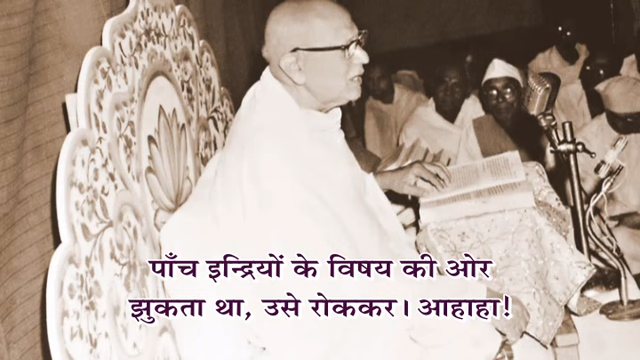 पाँच इन्द्रियों के विषय की ओर
झुकता था, उसे रोककर। आहाहा!